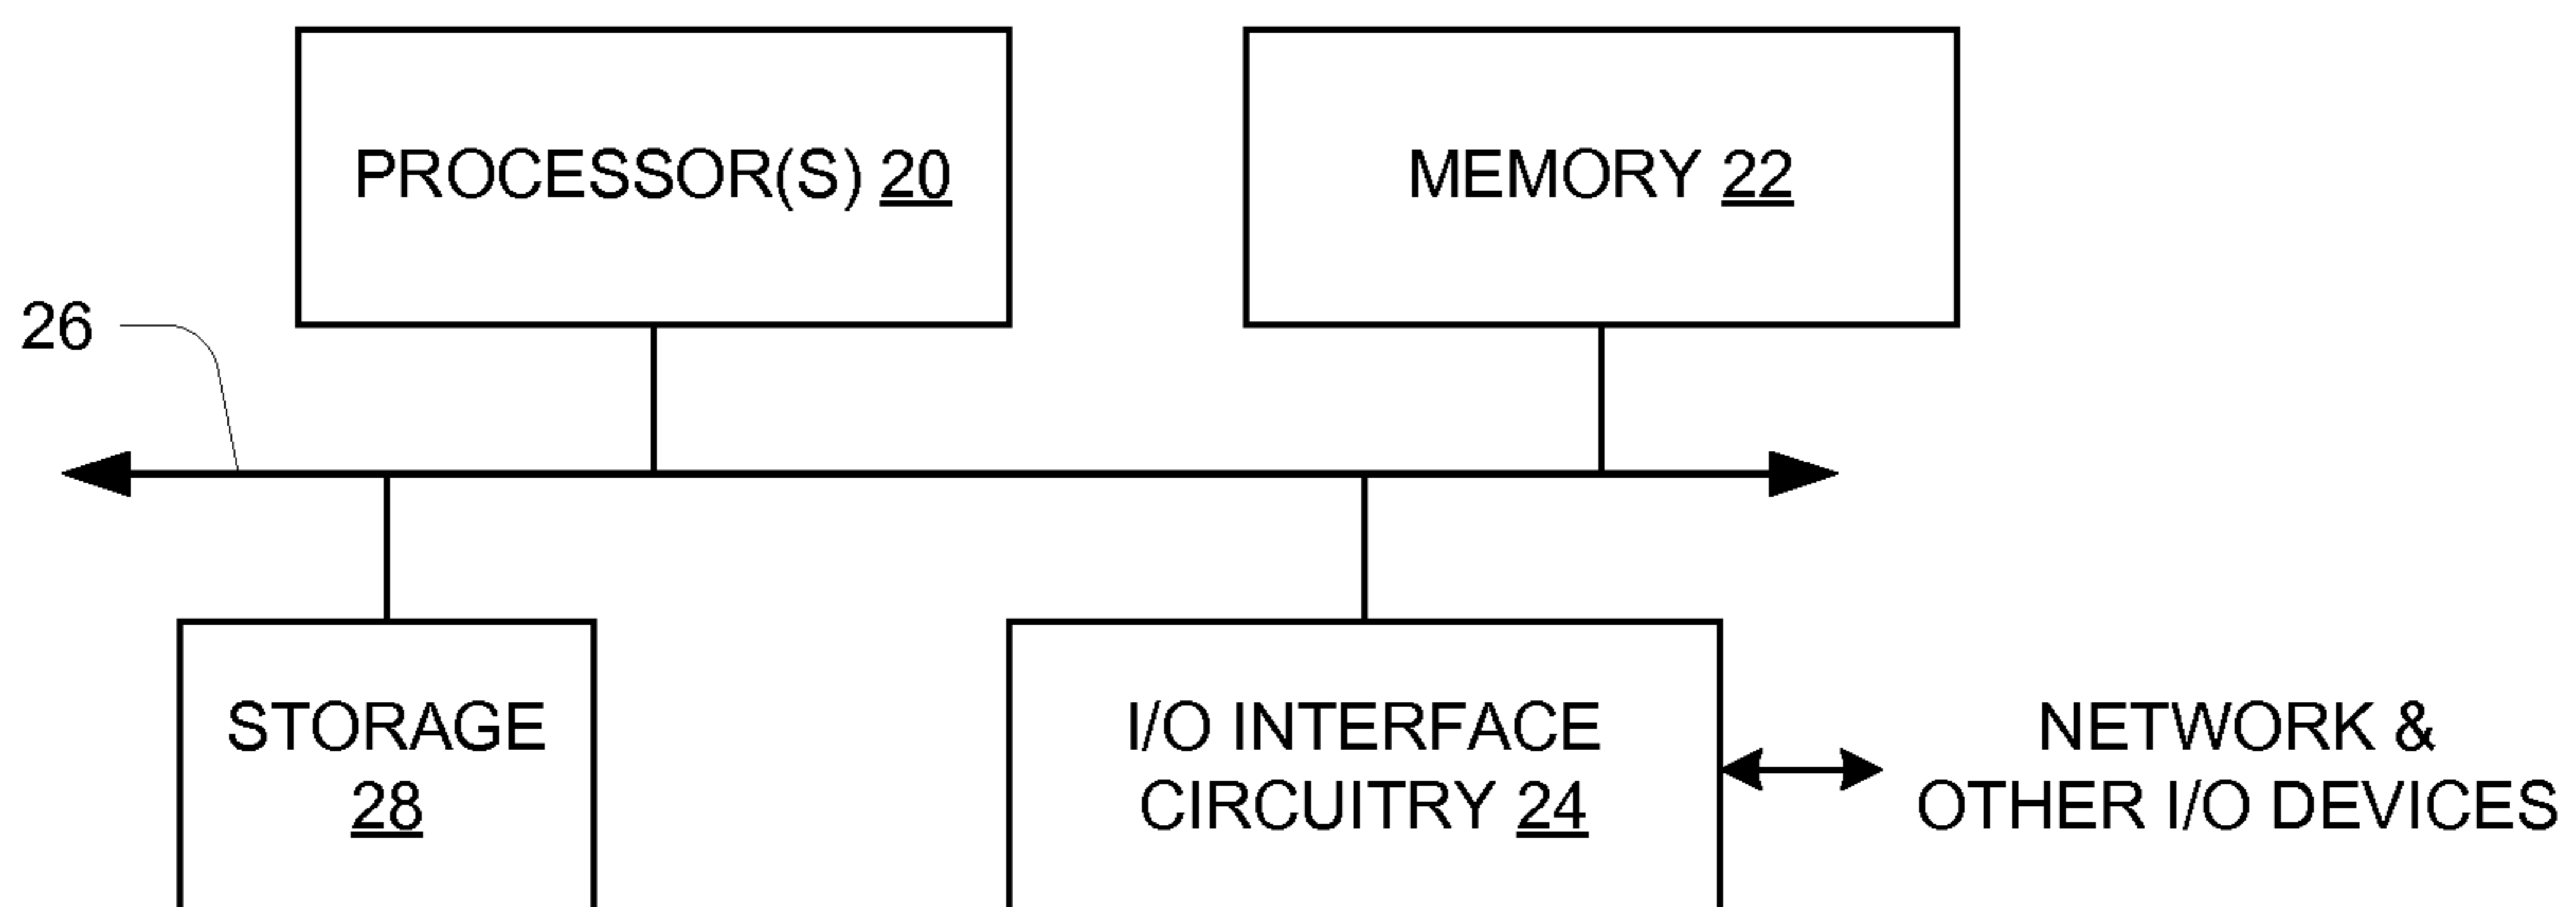 PROCESSOR(S) 20
MEMORY 22
26
STORAGE
28
I/O INTERFACE
CIRCUITRY 24
NETWORK &
OTHER I/O DEVICES